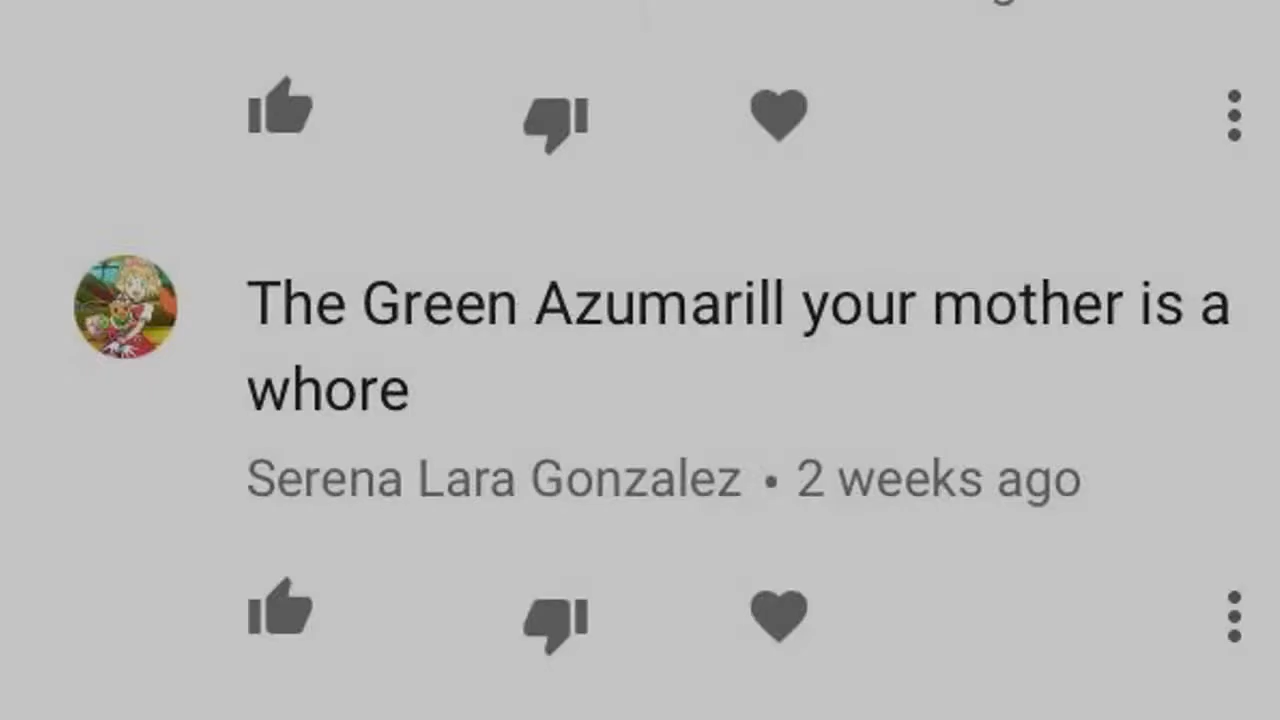 The Green Azumarill your mother is a
whore
Serena Lara Gonzalez • 2 weeks ago